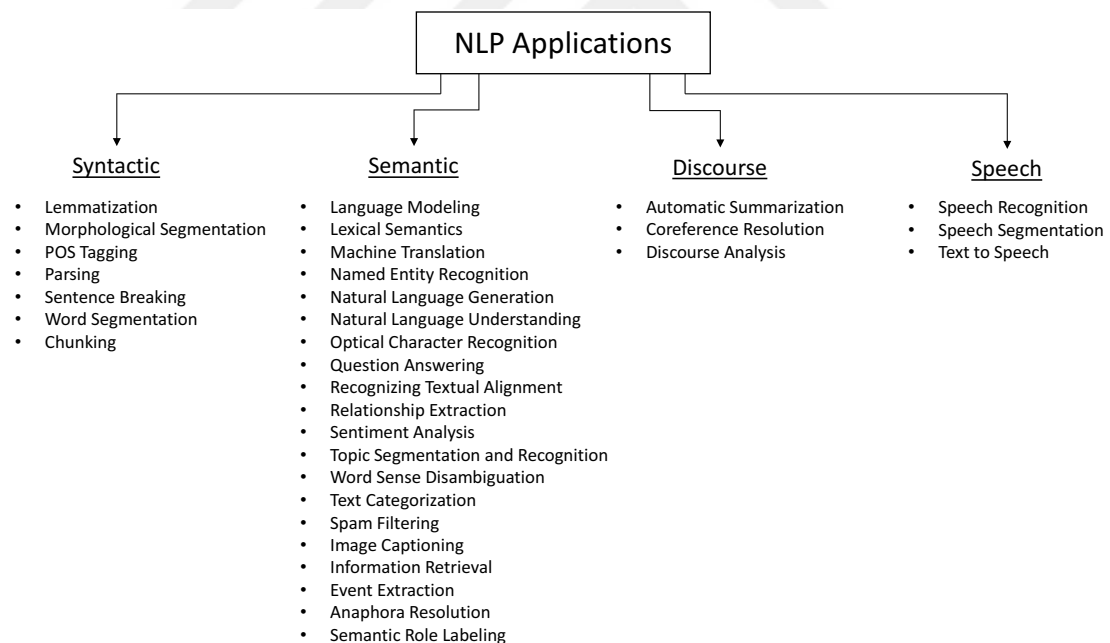 NLP Applications
Syntactic
• Lemmatization
• Morphological Segmentation
• POS Tagging
• Parsing
• Sentence Breaking
• Word Segmentation
• Chunking
Semantic
• Language Modeling
• Lexical Semantics
• Machine Translation
• Named Entity Recognition
• Natural Language Generation
• Natural Language Understanding
• Optical Character Recognition
• Question Answering
• Recognizing Textual Alignment
• Relationship Extraction
• Sentiment Analysis
• Topic Segmentation and Recognition
• Word Sense Disambiguation
• Text Categorization
• Spam Filtering
• Image Captioning
• Information Retrieval
• Event Extraction
• Anaphora Resolution
• Semantic Role Labeling
Discourse
• Automatic Summarization
• Coreference Resolution
• Discourse Analysis
Speech
• Speech Recognition
• Speech Segmentation
• Text to Speech